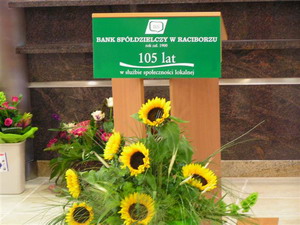 BANK SPÓŁDZIELCZY W RACIBORZU
rok zał. 1900
105 lat
w służbie społeczności lokalnej